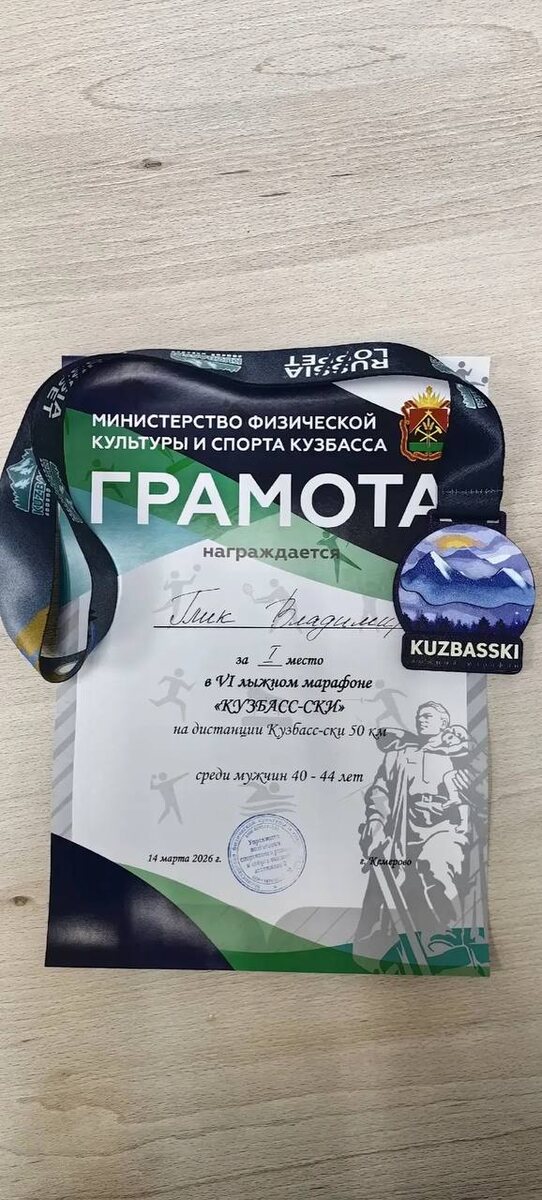 RUSSIA
LOPPET
МИНИСТЕРСТВО ФИЗИЧЕСКОЙ
КУЛЬТУРЫ И СПОРТА КУЗБАССА
ГРАМОТА
награждается
Глик Владимир
за I место
в VI лыжном марафоне
«КУЗБАСС-СКИ»
на дистанции Кузбасс-ски 50 км
среди мужчин 40 - 44 лет
14 марта 2026 г.
г. Кемерово
KUZBASSKI